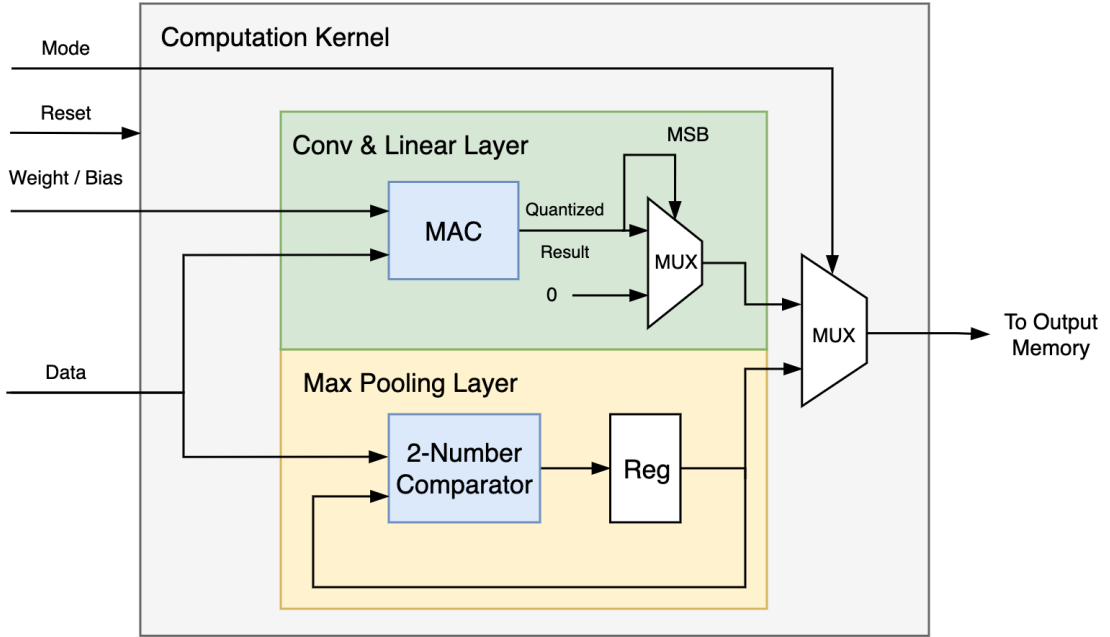 Computation Kernel
Mode
Reset
Weight / Bias
Data
Conv & Linear Layer
MSB
MAC
Quantized
Result
0
MUX
MUX
To Output
Memory
Max Pooling Layer
2-Number
Comparator
Reg